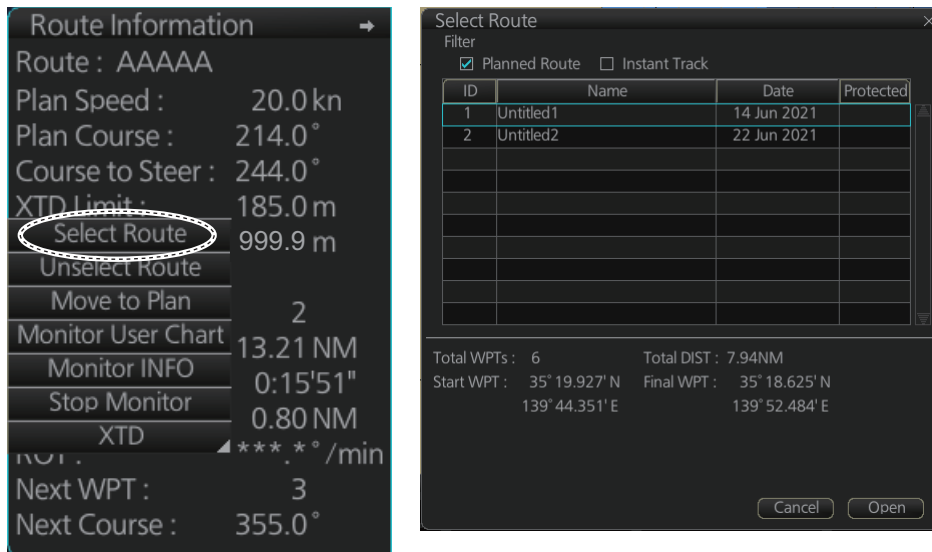 Route Information
Route : AAAAA
Plan Speed : 20.0 kn
Plan Course : 214.0°
Course to Steer : 244.0°
XTD Limit : 185.0 m
Select Route 999.9 m
Unselect Route
Move to Plan 2
Monitor User Chart 13.21 NM
Monitor INFO 0:15'51"
Stop Monitor 0.80 NM
XTD
ROT : ***.*°/min
Next WPT : 3
Next Course : 355.0°
Select Route
Filter
Planned Route Instant Track
ID Name Date Protected
1 Untitled1 14 Jun 2021
2 Untitled2 22 Jun 2021
Total WPTs : 6 Total DIST : 7.94NM
Start WPT : 35°19.927' N Final WPT : 35°18.625' N
139°44.351' E 139°52.484' E
Cancel Open